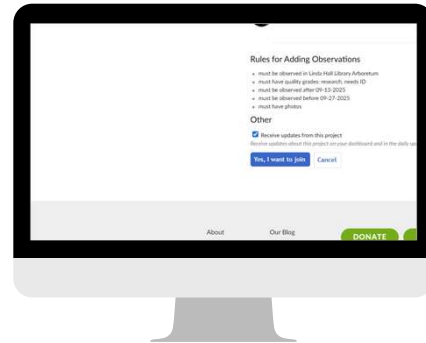 Rules for Adding Observations
must be observed in Linda Hall Library Arboretum
must have quality grades: research, needs ID
must be observed after 09-13-2025
must be observed before 09-27-2025
must have photos
Other
Receive updates from this project
Receive updates about this project on your dashboard and in the daily
Yes, I want to join Cancel
About Our Blog DONATE